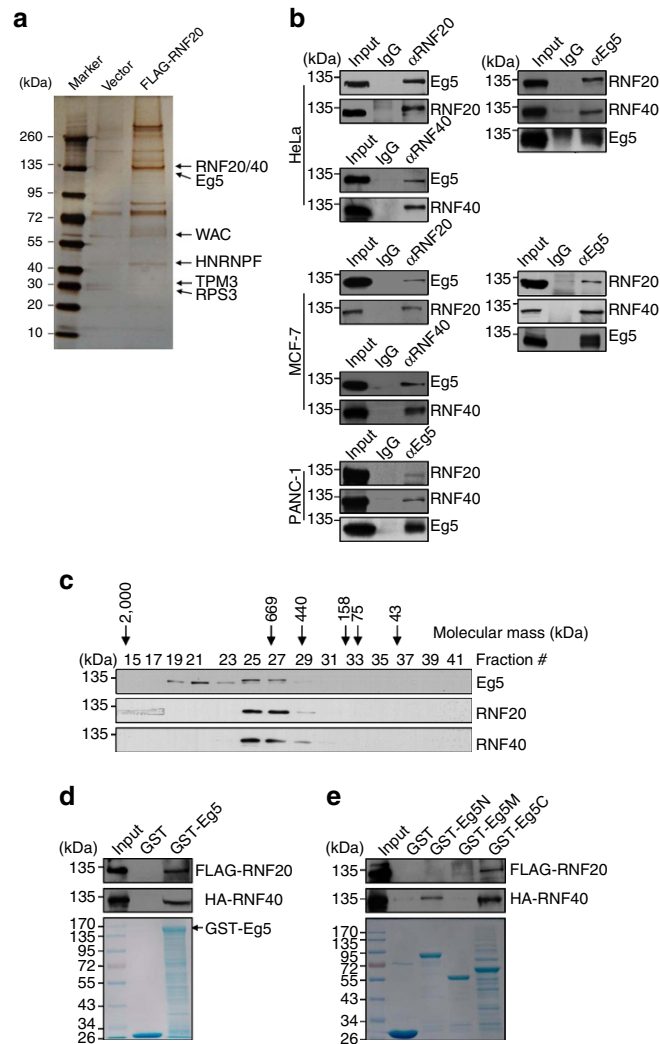 a
(kDa)
Marker
Vector
FLAG-RNF20
260
135
95
72
55
40
30
20
10
RNF20/40
Eg5
WAC
HNRNPF
TPM3
RPS3
b
HeLa
(kDa)
Input
IgG
αRNF20
135
Eg5
135
RNF20
Input
IgG
αRNF40
135
Eg5
135
RNF40
Input
IgG
αEg5
135
RNF20
135
RNF40
135
Eg5
MCF-7
Input
IgG
αRNF20
135
Eg5
135
RNF20
Input
IgG
αRNF40
135
Eg5
135
RNF40
Input
IgG
αEg5
135
RNF20
135
RNF40
135
Eg5
PANC-1
Input
IgG
αEg5
135
RNF20
135
RNF40
135
Eg5
c
2,000
669
440
158
75
43
Molecular mass (kDa)
(kDa) 15 17 19 21 23 25 27 29 31 33 35 37 39 41 Fraction #
135 Eg5
135 RNF20
135 RNF40
d
(kDa)
Input
GST
GST-Eg5
135 FLAG-RNF20
135 HA-RNF40
170
135
95
72
55
43
34
26
GST-Eg5
e
(kDa)
Input
GST
GST-Eg5N
GST-Eg5M
GST-Eg5C
135 FLAG-RNF20
135 HA-RNF40
170
135
95
72
55
43
34
26